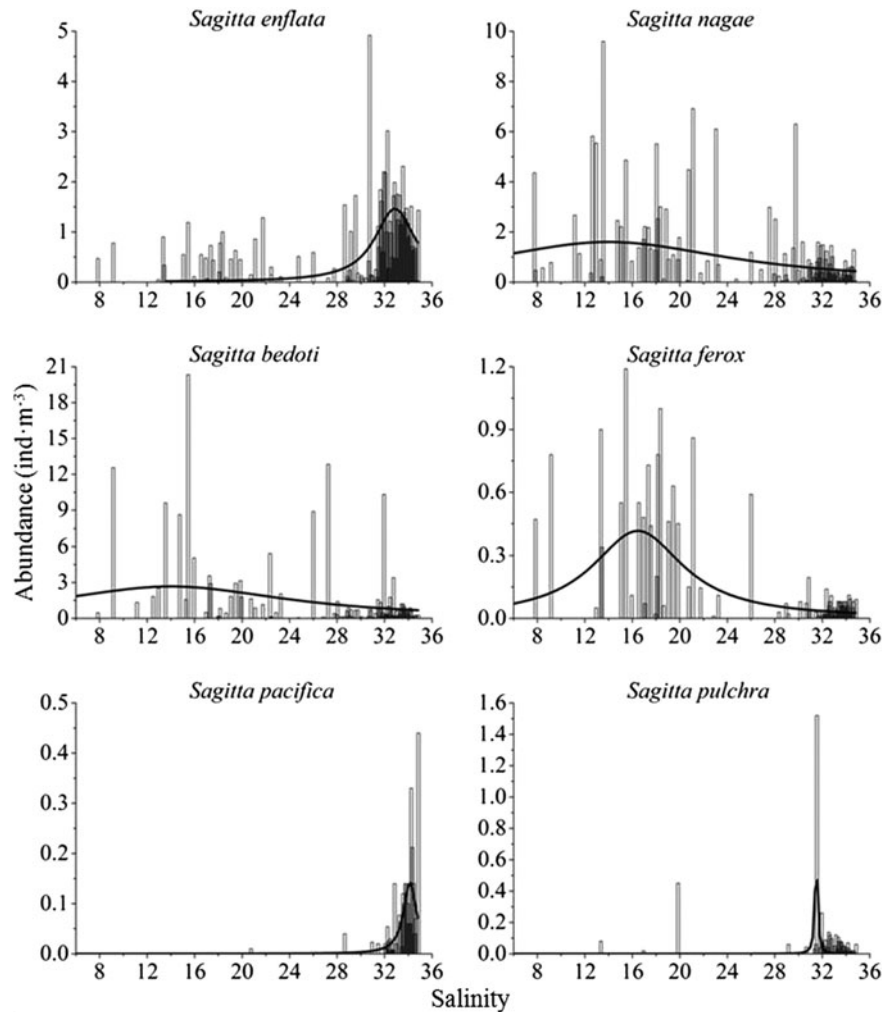 Sagitta enflata
Sagitta nagae
5
4
3
2
1
0
8 12 16 20 24 28 32 36
10
8
6
4
2
0
8 12 16 20 24 28 32 36
Sagitta bedoti
Sagitta ferox
Abundance (ind·m-3)
21
18
15
12
9
6
3
0
8 12 16 20 24 28 32 36
1.2
0.9
0.6
0.3
0.0
8 12 16 20 24 28 32 36
Sagitta pacifica
Sagitta pulchra
0.5
0.4
0.3
0.2
0.1
0.0
8 12 16 20 24 28 32 36
1.6
1.4
1.2
1.0
0.8
0.6
0.4
0.2
0.0
8 12 16 20 24 28 32 36
Salinity